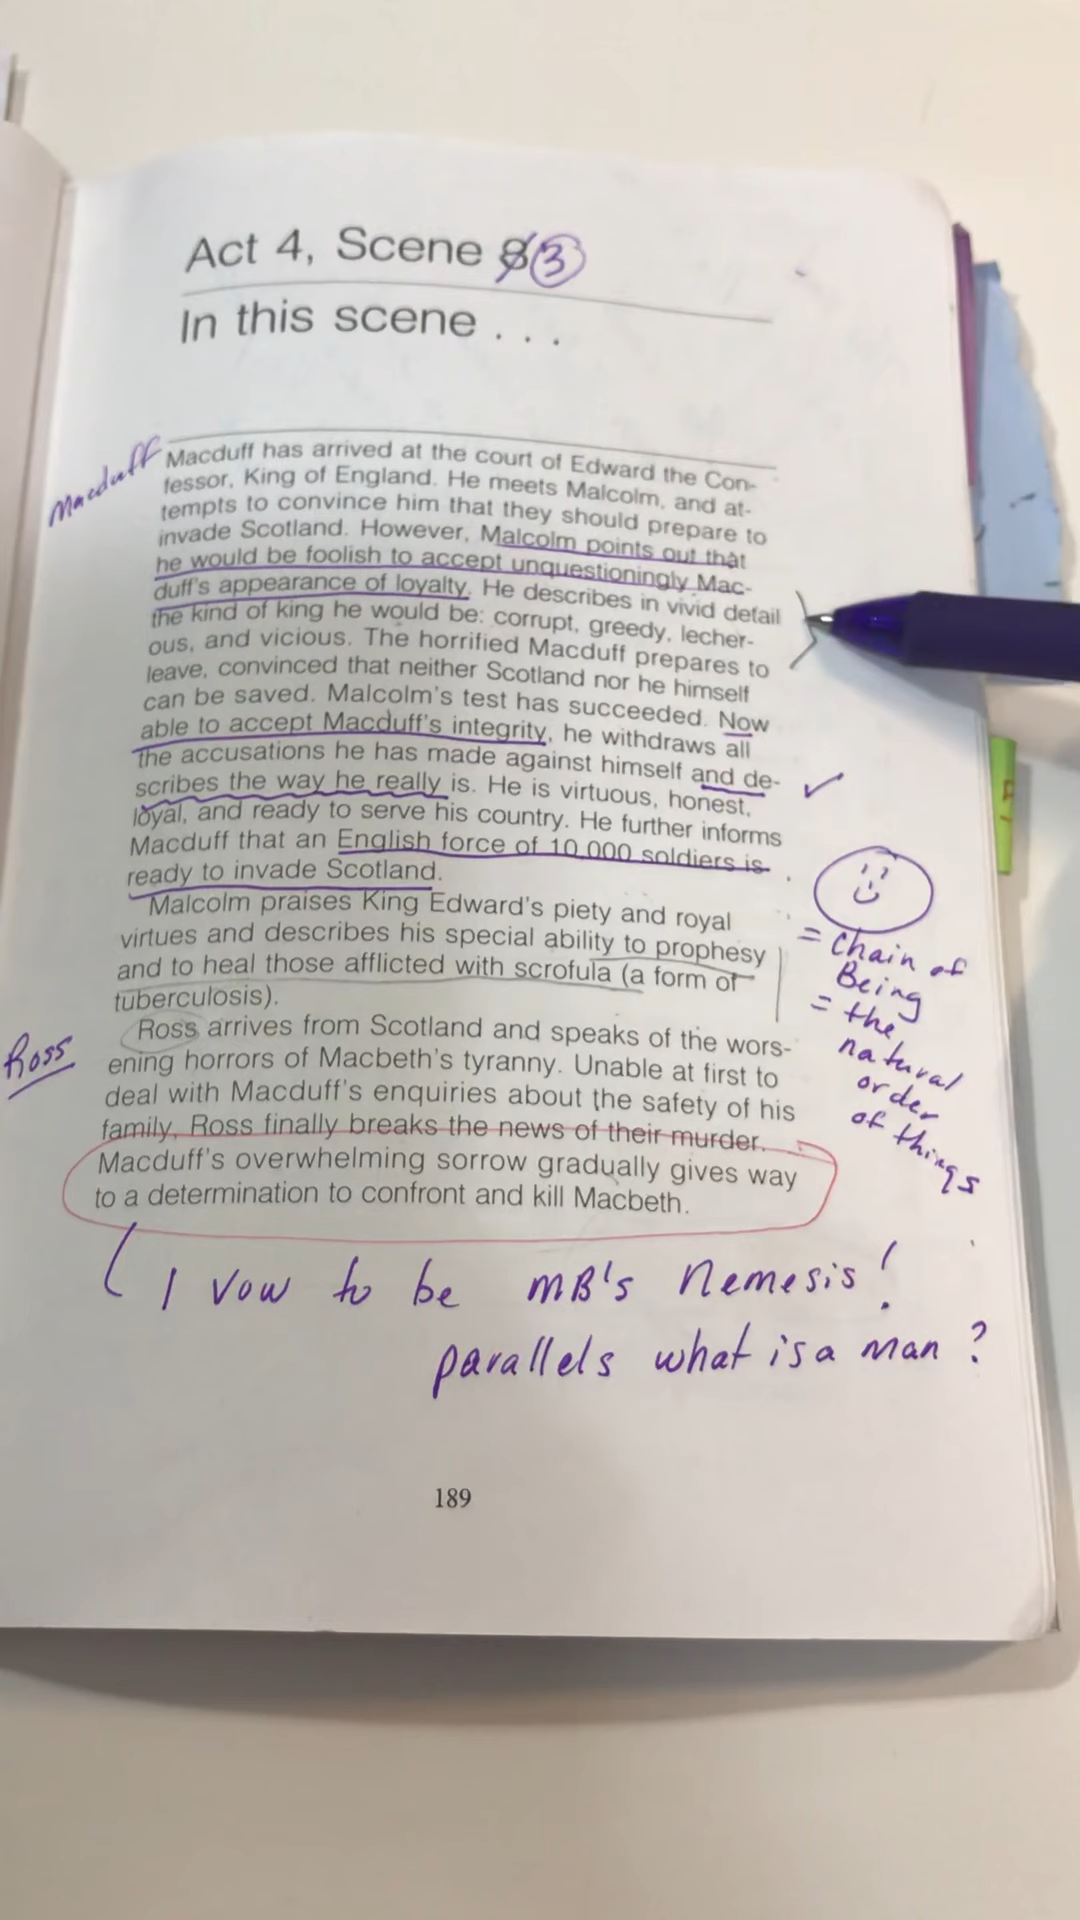 Act 4, Scene 8 3
In this scene . . .
Macduff
Macduff has arrived at the court of Edward the Con-
fessor, King of England. He meets Malcolm, and at-
tempts to convince him that they should prepare to
invade Scotland. However, Malcolm points out that
he would be foolish to accept unquestioningly Mac-
duff's appearance of loyalty. He describes in vivid detail
the kind of king he would be: corrupt, greedy, lecher-
ous, and vicious. The horrified Macduff prepares to
leave, convinced that neither Scotland nor he himself
can be saved. Malcolm's test has succeeded. Now
able to accept Macduff's integrity, he withdraws all
the accusations he has made against himself and de-
scribes the way he really is. He is virtuous, honest,
loyal, and ready to serve his country. He further informs
Macduff that an English force of 10,000 soldiers is
ready to invade Scotland.
Malcolm praises King Edward's piety and royal
virtues and describes his special ability to prophesy
and to heal those afflicted with scrofula (a form of
tuberculosis).
= Chain of
Being
= the
natural
order
of things
Ross
Ross arrives from Scotland and speaks of the wors-
ening horrors of Macbeth's tyranny. Unable at first to
deal with Macduff's enquiries about the safety of his
family, Ross finally breaks the news of their murder.
Macduff's overwhelming sorrow gradually gives way
to a determination to confront and kill Macbeth.
I vow to be MB's nemesis!
parallels what is a man?
189